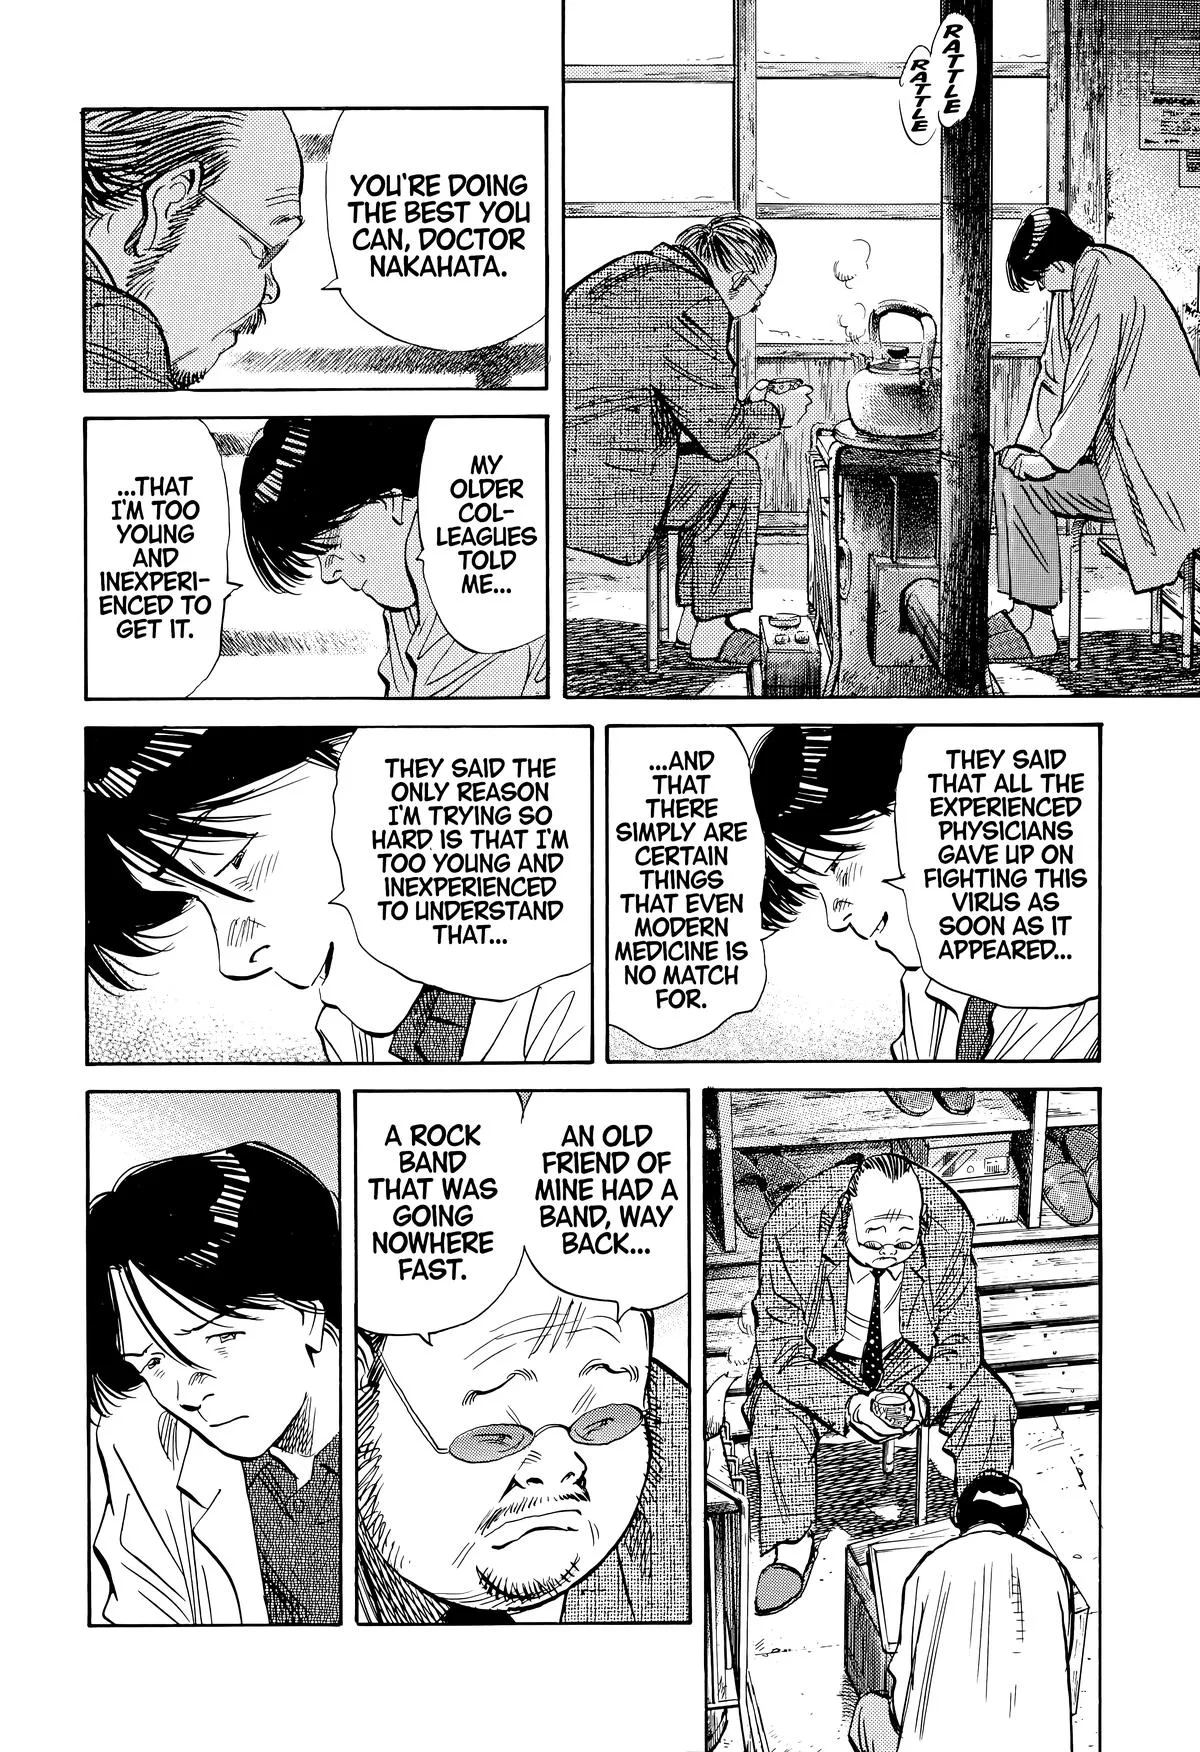 RATTLE
RATTLE
YOU'RE DOING
THE BEST YOU
CAN, DOCTOR
NAKAHATA.
MY
OLDER
COL-
LEAGUES
TOLD
ME...
...THAT
I'M TOO
YOUNG
AND
INEXPERI-
ENCED TO
GET IT.
THEY SAID
THAT ALL THE
EXPERIENCED
PHYSICIANS
GAVE UP ON
FIGHTING THIS
VIRUS AS
SOON AS IT
APPEARED...
...AND
THAT
THERE
SIMPLY ARE
CERTAIN
THINGS
THAT EVEN
MODERN
MEDICINE IS
NO MATCH
FOR.
THEY SAID THE
ONLY REASON
I'M TRYING SO
HARD IS THAT I'M
TOO YOUNG AND
INEXPERIENCED
TO UNDERSTAND
THAT...
AN OLD
FRIEND OF
MINE HAD A
BAND, WAY
BACK...
A ROCK
BAND
THAT WAS
GOING
NOWHERE
FAST.